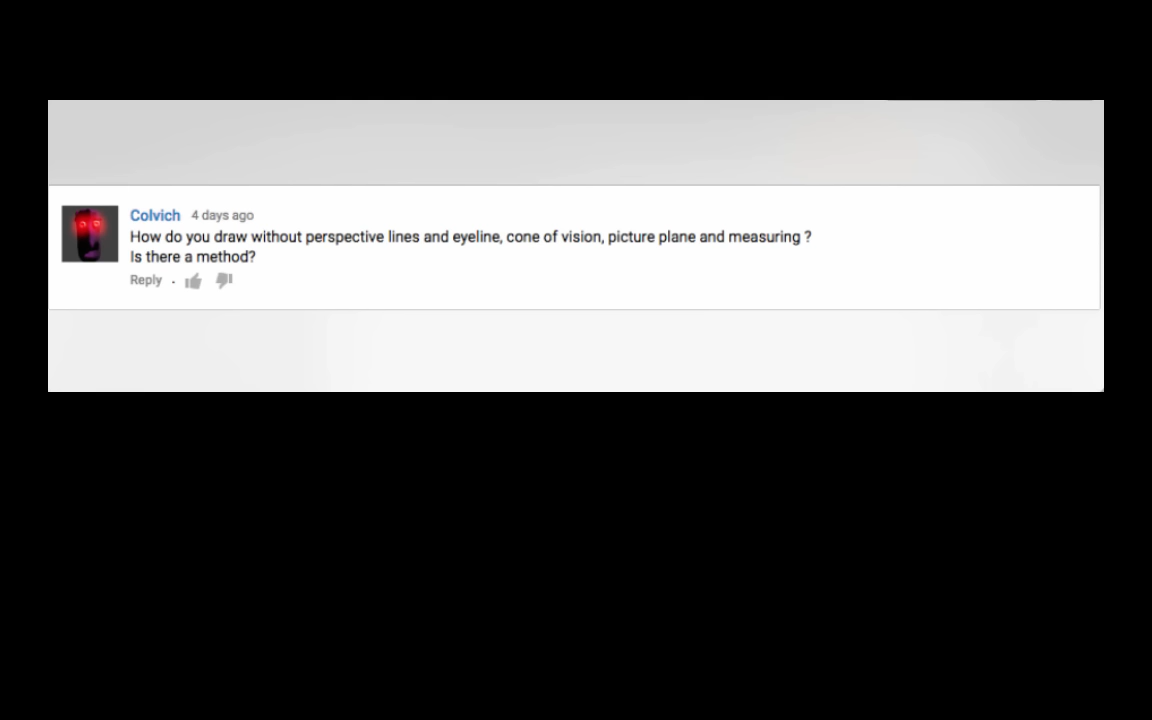 Colvich 4 days ago
How do you draw without perspective lines and eyeline, cone of vision, picture plane and measuring ?
Is there a method?
Reply ·